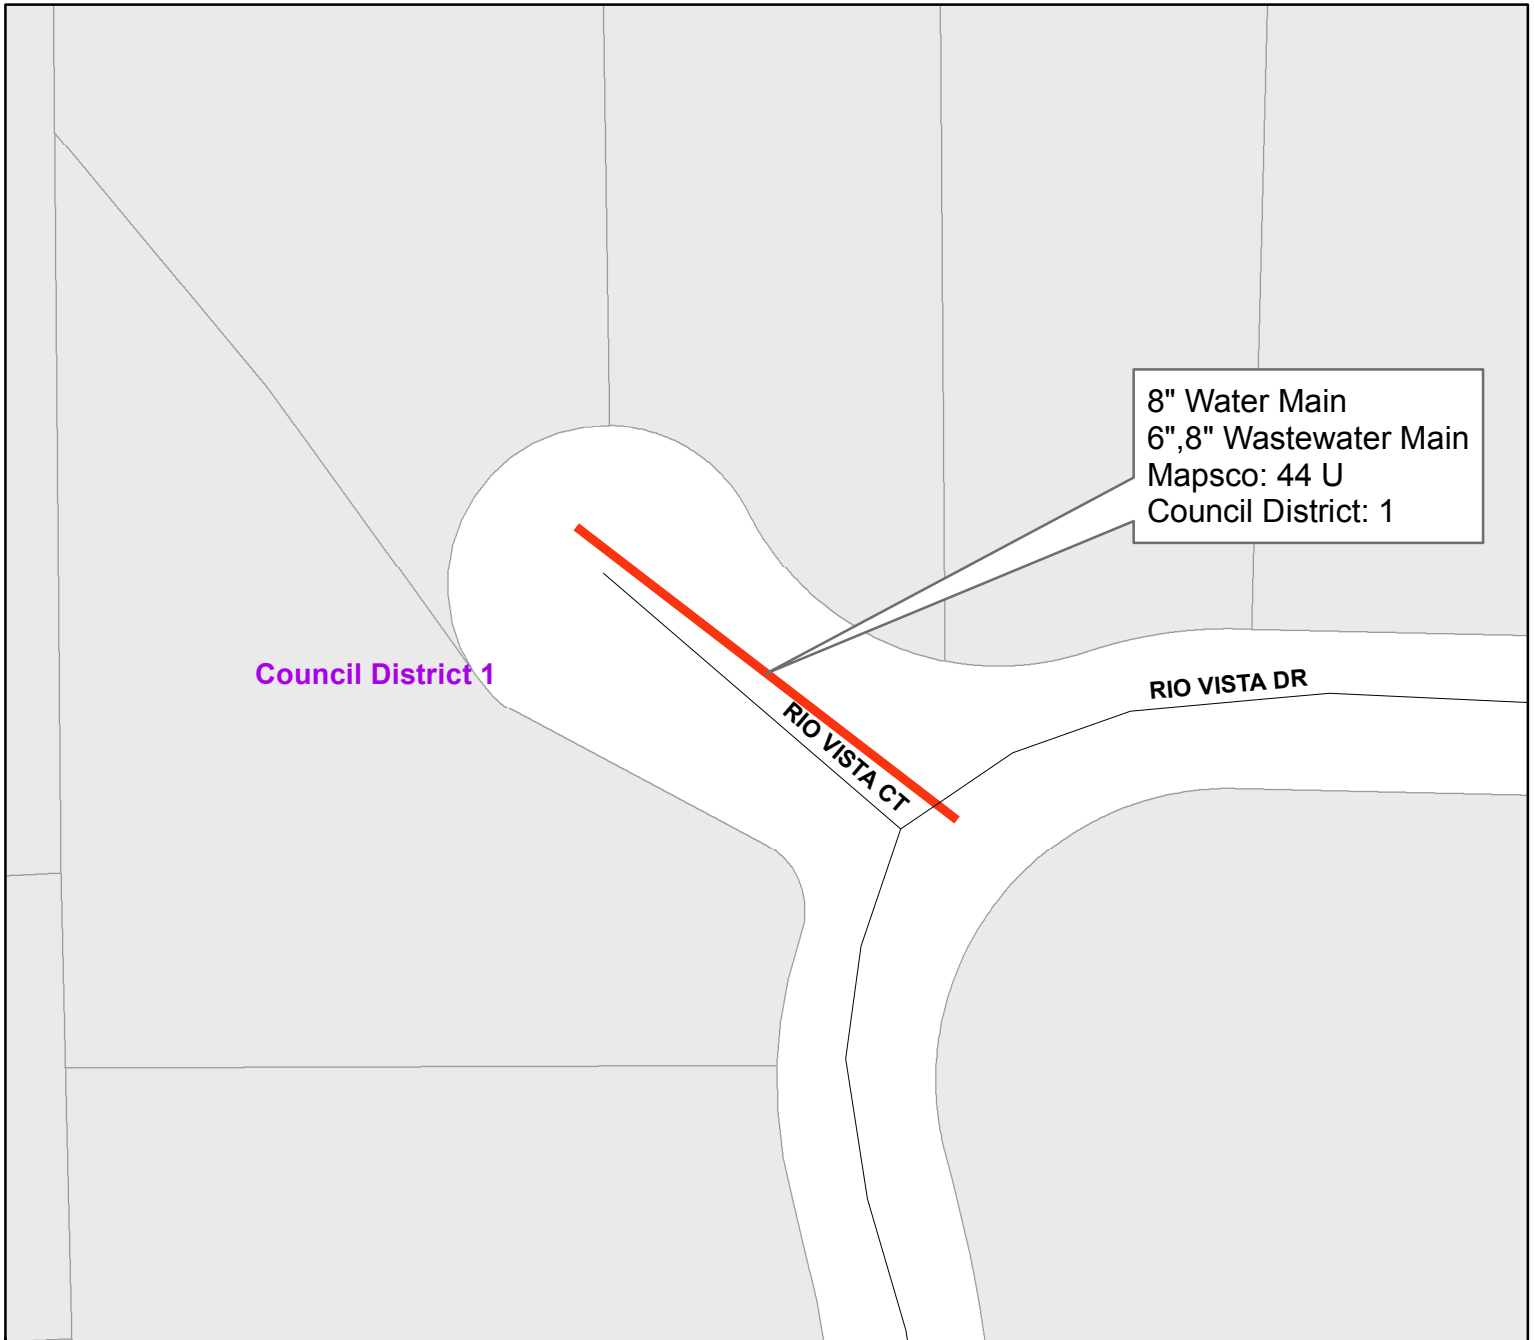 8" Water Main
6",8" Wastewater Main
Mapsco: 44 U
Council District: 1
Council District 1
RIO VISTA DR
RIO VISTA CT